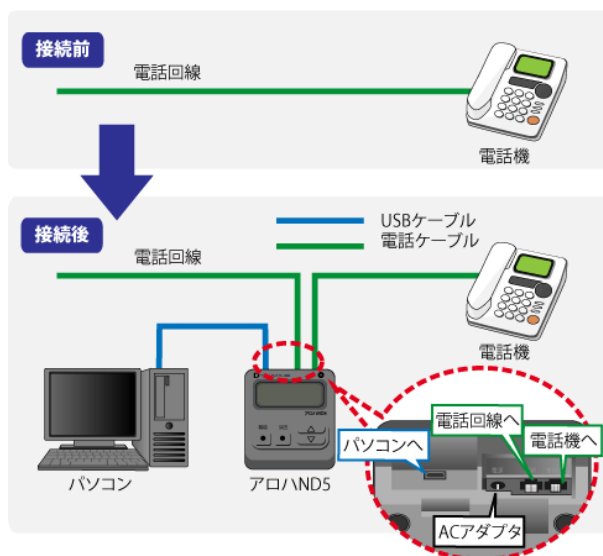 接続前
電話回線
電話機
接続後
USBケーブル
電話ケーブル
電話回線
電話機
パソコン
アロハND5
パソコンへ
電話回線へ
電話機へ
ACアダプタ